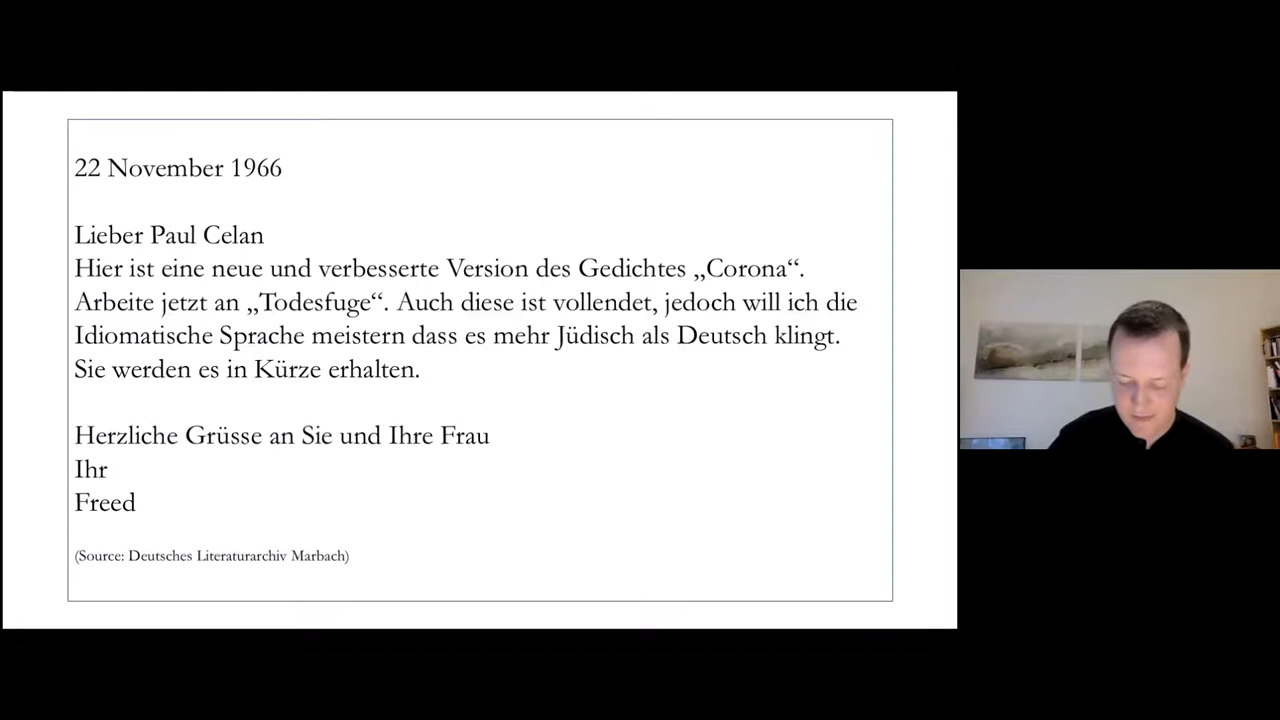 22 November 1966
Lieber Paul Celan
Hier ist eine neue und verbesserte Version des Gedichtes „Corona“.
Arbeite jetzt an „Todesfuge“. Auch diese ist vollendet, jedoch will ich die
Idiomatische Sprache meistern dass es mehr Jüdisch als Deutsch klingt.
Sie werden es in Kürze erhalten.
Herzliche Grüsse an Sie und Ihre Frau
Ihr
Freed
(Source: Deutsches Literaturarchiv Marbach)